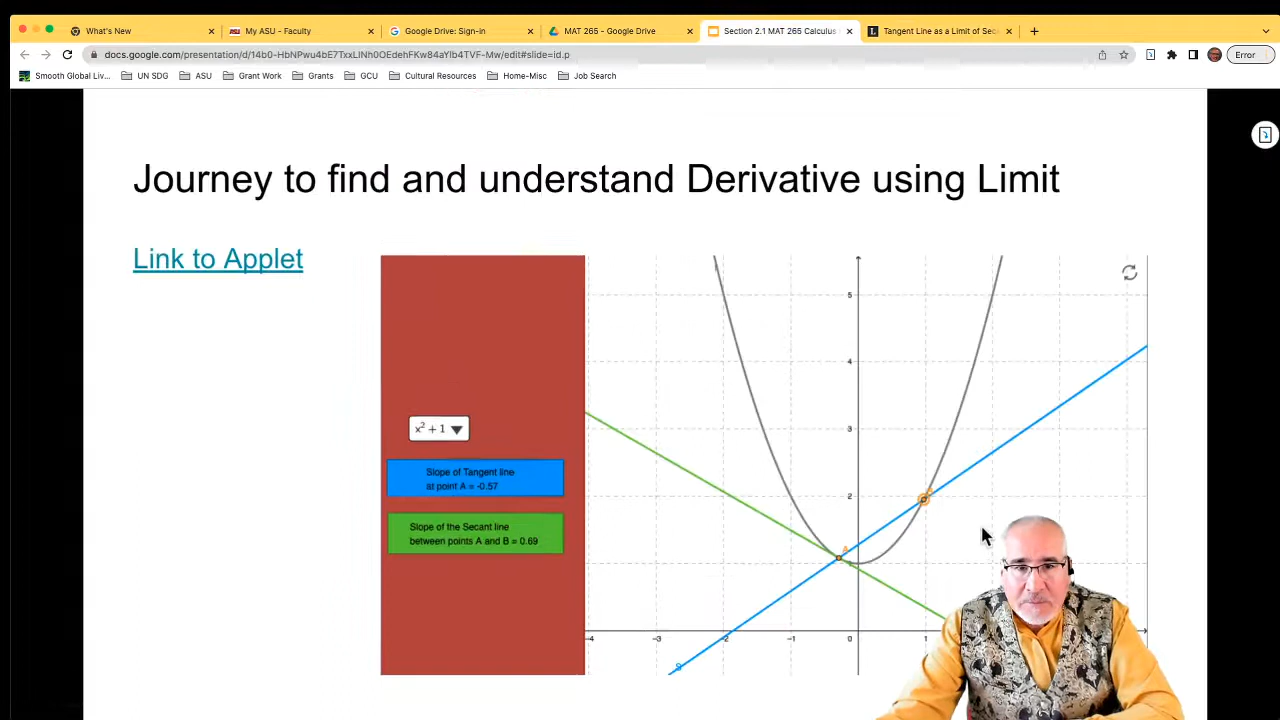 What's New
My ASU - Faculty
Google Drive: Sign-in
MAT 265 - Google Drive
Section 2.1 MAT 265 Calculus
Tangent Line as a Limit of Sec
docs.google.com/presentation/d/14b0-HbNPwu4bE7TxxLINh0OEdehFKw84aYlb4TVF-Mw/edit#slide=id.p
Error
Smooth Global Liv...
UN SDG
ASU
Grant Work
Grants
GCU
Cultural Resources
Home-Misc
Job Search
Journey to find and understand Derivative using Limit
Link to Applet
x² + 1
Slope of Tangent line
at point A = -0.57
Slope of the Secant line
between points A and B = 0.69
5
4
3
2
A
-4 -3 -2 -1 0 1